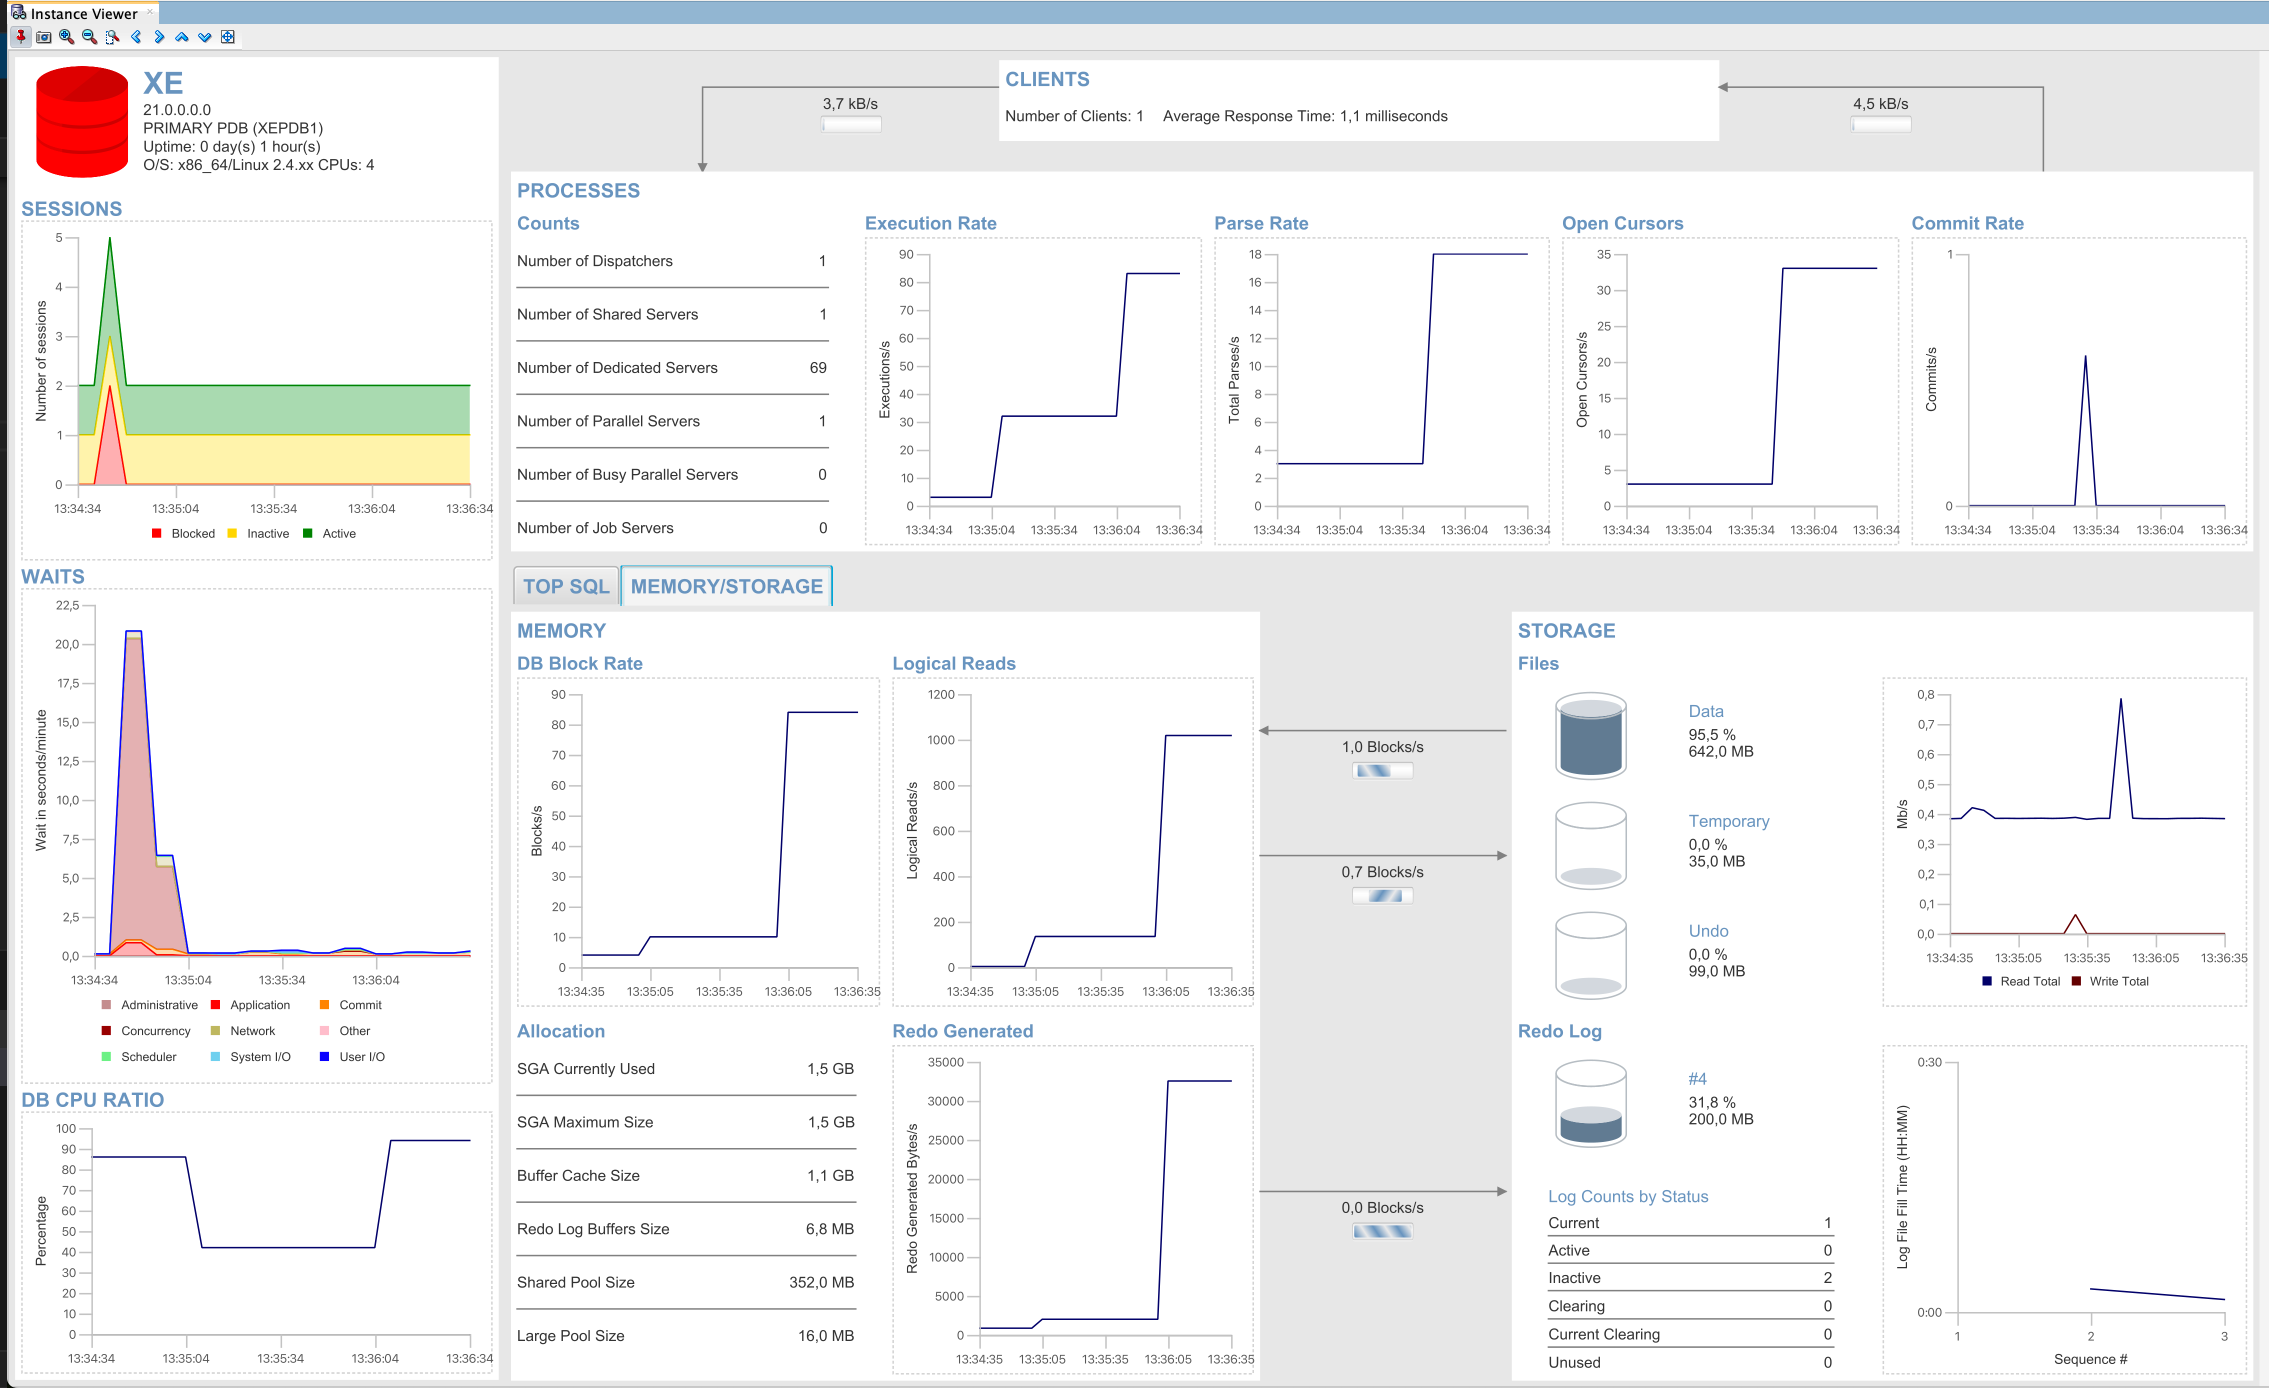 Instance Viewer
XE
21.0.0.0.0
PRIMARY PDB (XEPDB1)
Uptime: 0 day(s) 1 hour(s)
O/S: x86_64/Linux 2.4.xx CPUs: 4
SESSIONS
Number of sessions
5
4
3
2
1
0
13:34:34 13:35:04 13:35:34 13:36:04 13:36:34
Blocked Inactive Active
WAITS
Wait in seconds/minute
22,5
20,0
17,5
15,0
12,5
10,0
7,5
5,0
2,5
0,0
13:34:34 13:35:04 13:35:34 13:36:04
Administrative Application Commit
Concurrency Network Other
Scheduler System I/O User I/O
DB CPU RATIO
Percentage
100
90
80
70
60
50
40
30
20
10
0
13:34:34 13:35:04 13:35:34 13:36:04 13:36:34
3,7 kB/s
CLIENTS
Number of Clients: 1 Average Response Time: 1,1 milliseconds
4,5 kB/s
PROCESSES
Counts
Number of Dispatchers 1
Number of Shared Servers 1
Number of Dedicated Servers 69
Number of Parallel Servers 1
Number of Busy Parallel Servers 0
Number of Job Servers 0
Execution Rate
Executions/s
90
80
70
60
50
40
30
20
10
0
13:34:34 13:35:04 13:35:34 13:36:04 13:36:34
Parse Rate
Total Parses/s
18
16
14
12
10
8
6
4
2
0
13:34:34 13:35:04 13:35:34 13:36:04 13:36:34
Open Cursors
Open Cursors/s
35
30
25
20
15
10
5
0
13:34:34 13:35:04 13:35:34 13:36:04 13:36:34
Commit Rate
Commits/s
1
0
13:34:34 13:35:04 13:35:34 13:36:04 13:36:34
TOP SQL MEMORY/STORAGE
MEMORY
DB Block Rate
Blocks/s
90
80
70
60
50
40
30
20
10
0
13:34:35 13:35:05 13:35:35 13:36:05 13:36:35
Logical Reads
Logical Reads/s
1200
1000
800
600
400
200
0
13:34:35 13:35:05 13:35:35 13:36:05 13:36:35
Allocation
SGA Currently Used 1,5 GB
SGA Maximum Size 1,5 GB
Buffer Cache Size 1,1 GB
Redo Log Buffers Size 6,8 MB
Shared Pool Size 352,0 MB
Large Pool Size 16,0 MB
Redo Generated
Redo Generated Bytes/s
35000
30000
25000
20000
15000
10000
5000
0
13:34:35 13:35:05 13:35:35 13:36:05 13:36:35
1,0 Blocks/s
0,7 Blocks/s
0,0 Blocks/s
STORAGE
Files
Data
95,5 %
642,0 MB
Temporary
0,0 %
35,0 MB
Undo
0,0 %
99,0 MB
Mb/s
0,8
0,7
0,6
0,5
0,4
0,3
0,2
0,1
0,0
13:34:35 13:35:05 13:35:35 13:36:05 13:36:35
Read Total Write Total
Redo Log
#4
31,8 %
200,0 MB
Log Counts by Status
Current 1
Active 0
Inactive 2
Clearing 0
Current Clearing 0
Unused 0
Log File Fill Time (HH:MM)
0:30
0:00
1 2 3
Sequence #